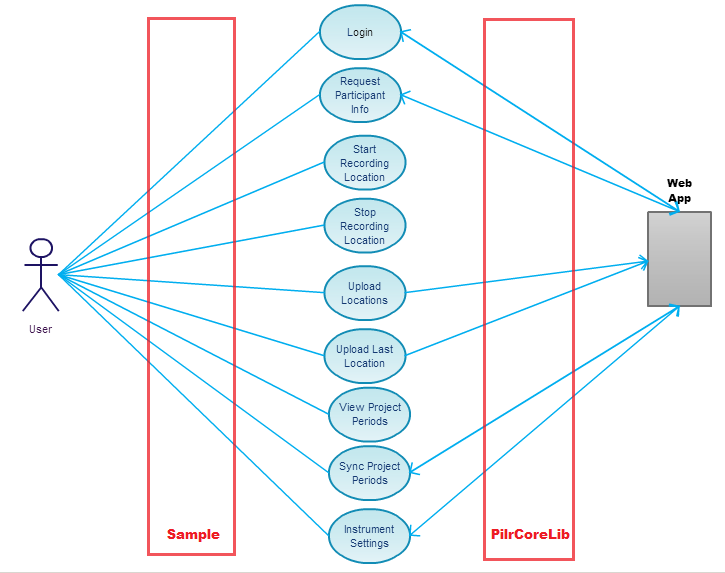 Login
Request
Participant
Info
Start
Recording
Location
Stop
Recording
Location
Web
App
User
Upload
Locations
Upload Last
Location
View Project
Periods
Sync Project
Periods
Instrument
Settings
Sample
PilrCoreLib